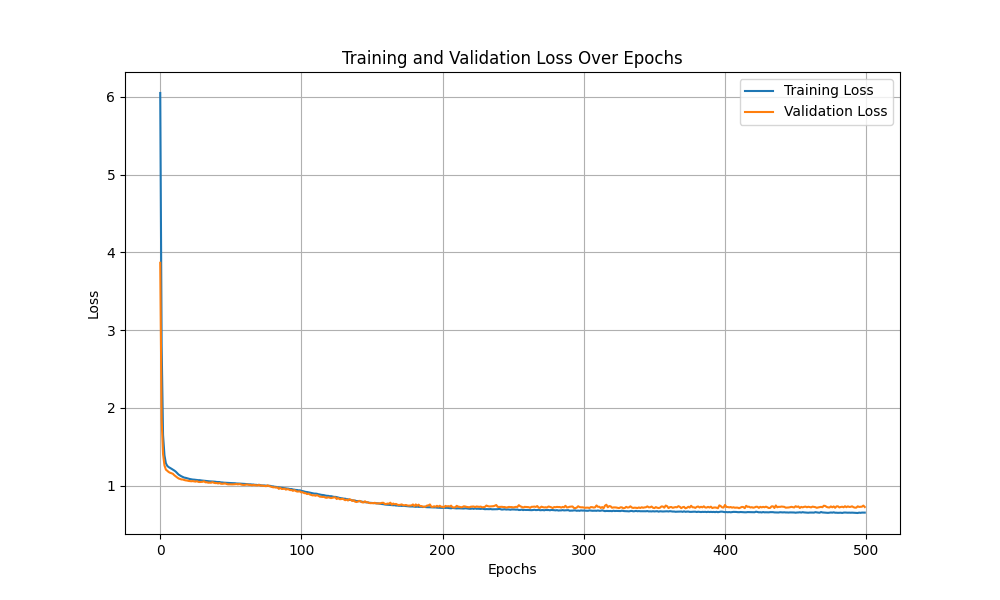 Training and Validation Loss Over Epochs
Training Loss
Validation Loss
6
5
4
3
2
1
Loss
0
100
200
300
400
500
Epochs